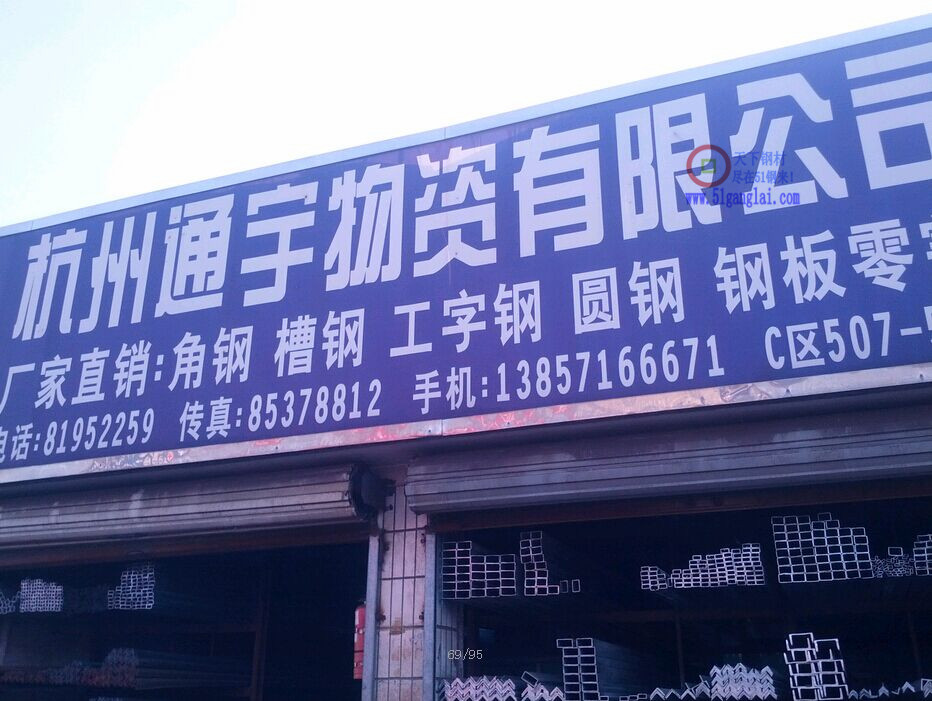 杭州通宇物资有限公司
厂家直销:角钢 槽钢 工字钢 圆钢 钢板零
电话:81952259 传真:85378812 手机:13857166671 C区507-
天下钢材
尽在51钢来!
www.51ganglai.com
69/95